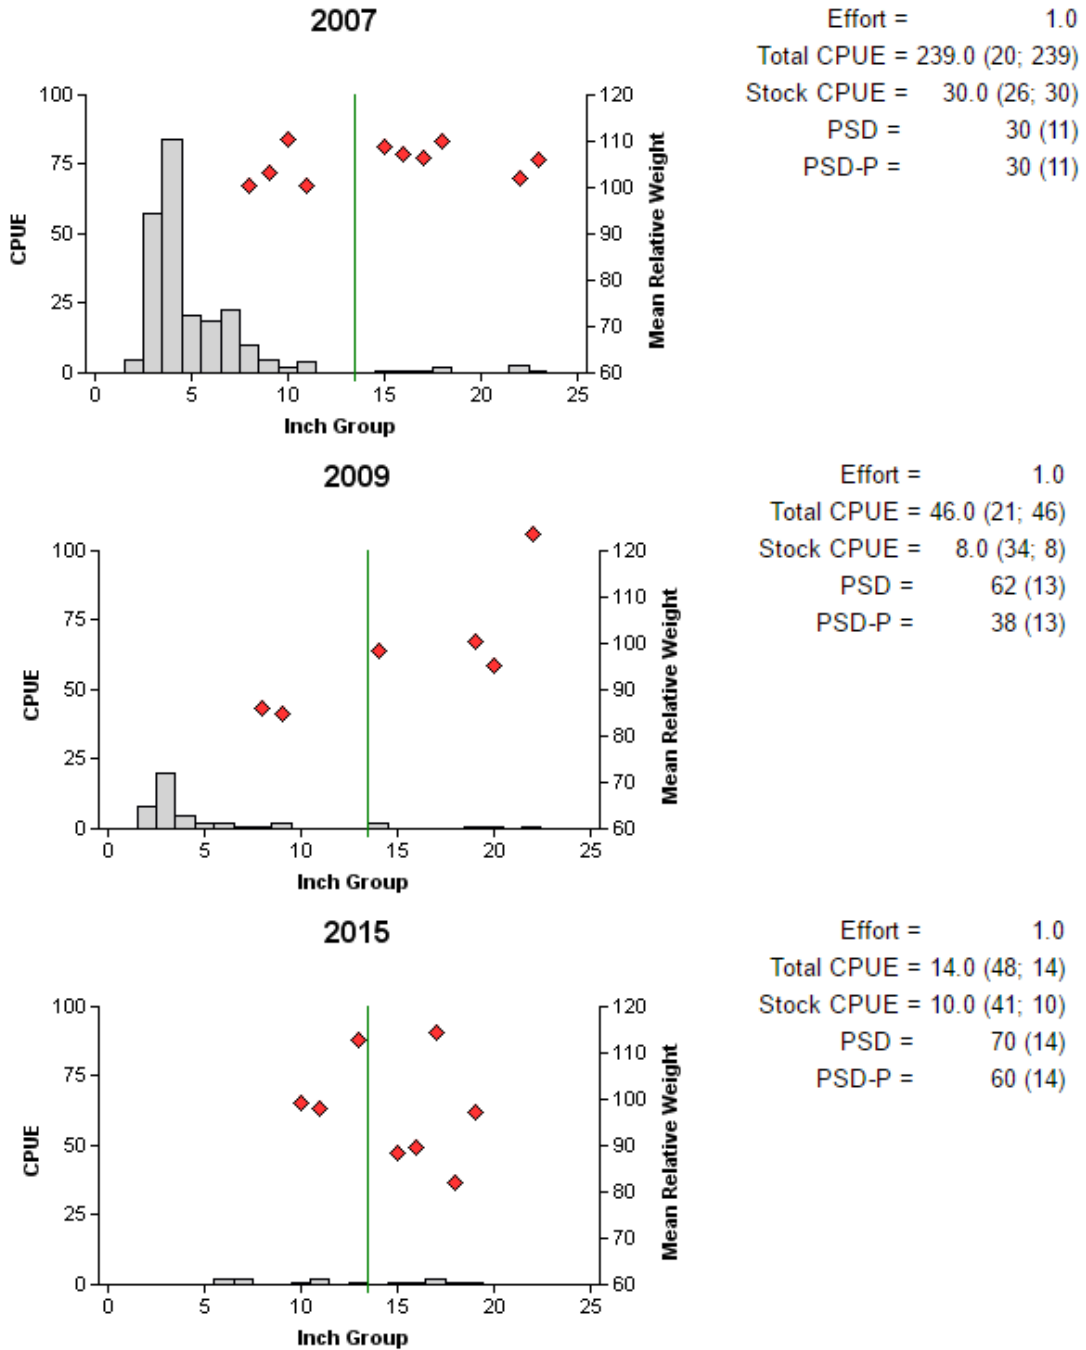 2007
Effort = 1.0
Total CPUE = 239.0 (20; 239)
Stock CPUE = 30.0 (26; 30)
PSD = 30 (11)
PSD-P = 30 (11)
100
75
50
25
0
CPUE
120
110
100
90
80
70
60
Mean Relative Weight
0 5 10 15 20 25
Inch Group
2009
Effort = 1.0
Total CPUE = 46.0 (21; 46)
Stock CPUE = 8.0 (34; 8)
PSD = 62 (13)
PSD-P = 38 (13)
100
75
50
25
0
CPUE
120
110
100
90
80
70
60
Mean Relative Weight
0 5 10 15 20 25
Inch Group
2015
Effort = 1.0
Total CPUE = 14.0 (48; 14)
Stock CPUE = 10.0 (41; 10)
PSD = 70 (14)
PSD-P = 60 (14)
100
75
50
25
0
CPUE
120
110
100
90
80
70
60
Mean Relative Weight
0 5 10 15 20 25
Inch Group